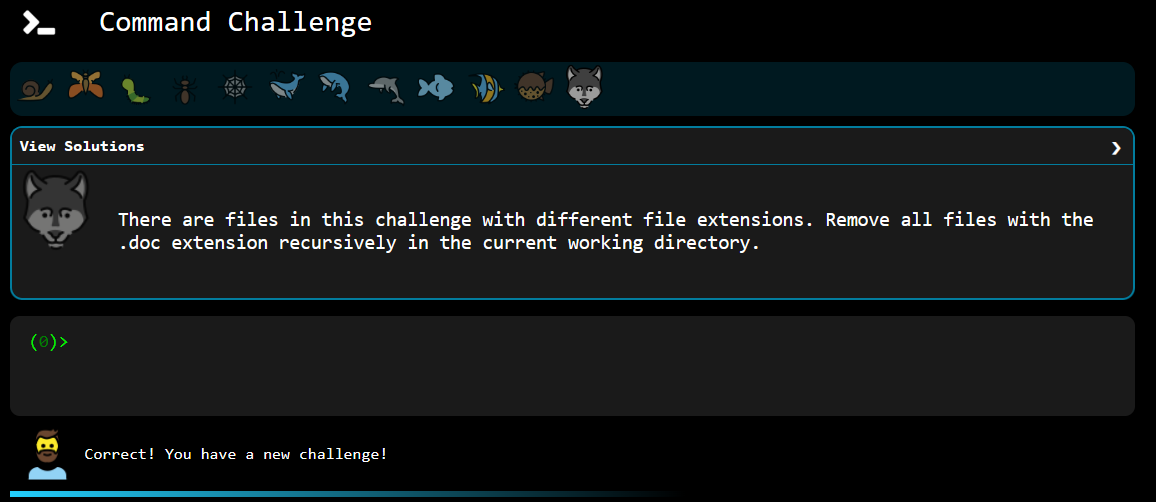 Command Challenge
View Solutions
There are files in this challenge with different file extensions. Remove all files with the
.doc extension recursively in the current working directory.
(0)>
Correct! You have a new challenge!